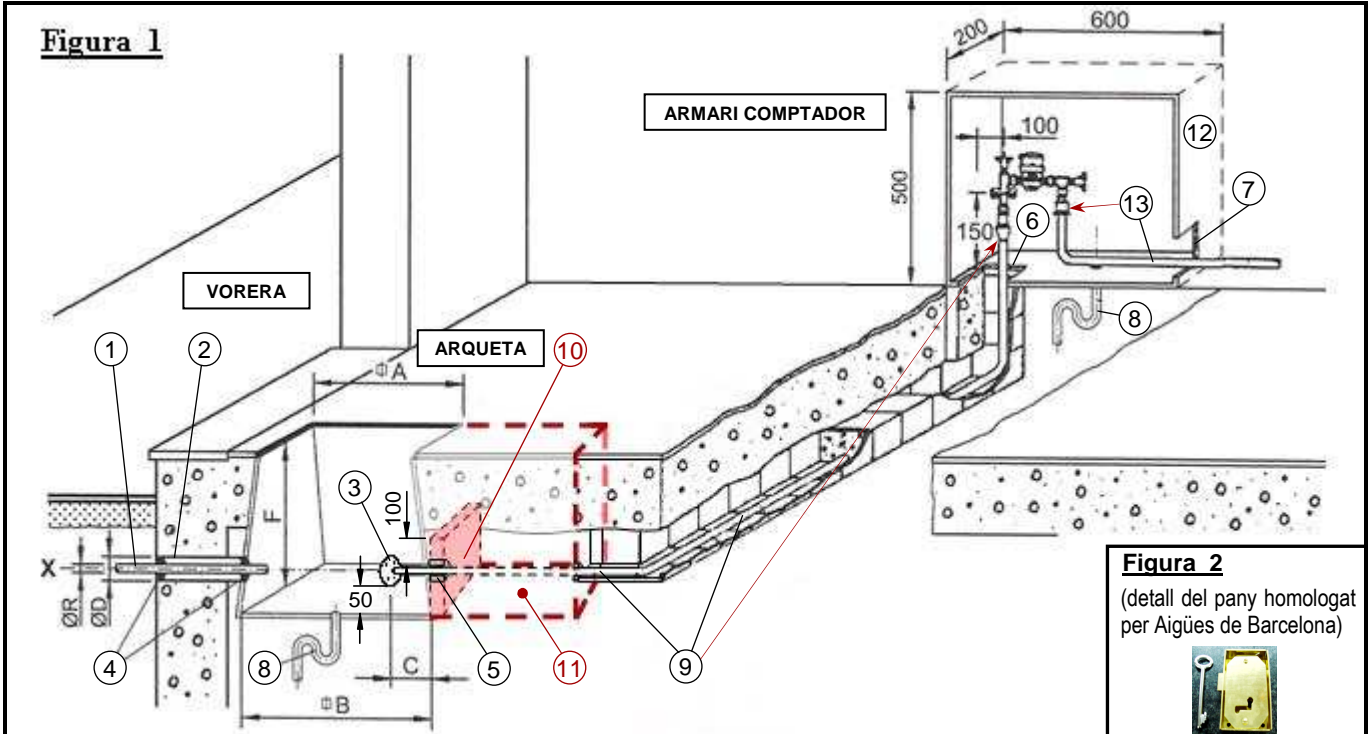 Figura 1
600
200
ARMARI COMPTADOR
12
100
500
7
13
150
6
VORERA
8
1
2
ARQUETA
10
ΦA
3
100
F
X
ØR
ØD
50
4
8
C
5
11
9
ΦB
Figura 2
(detall del pany homologat
per Aigües de Barcelona)